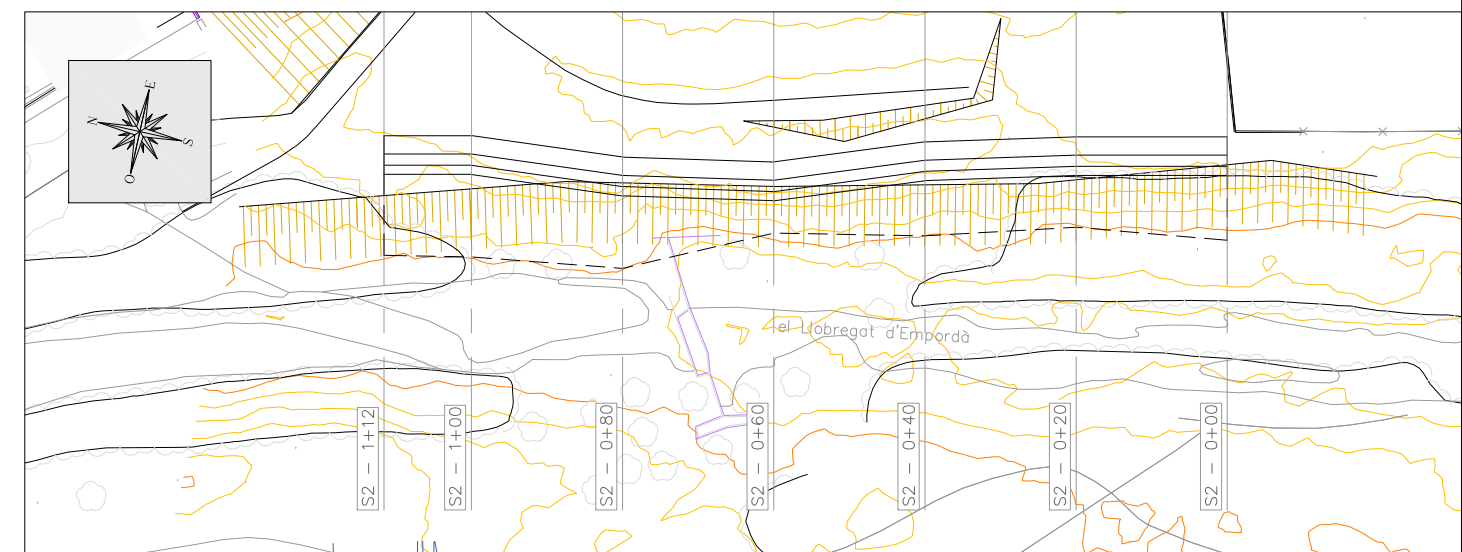 E
N
S
O
el Llobregat d'Empordà
S2 - 1+12
S2 - 1+00
S2 - 0+80
S2 - 0+60
S2 - 0+40
S2 - 0+20
S2 - 0+00